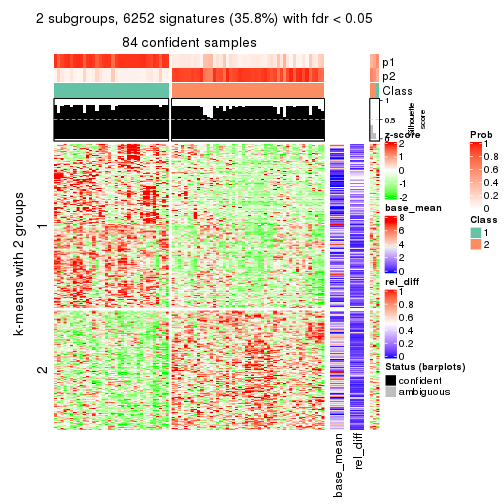 2 subgroups, 6252 signatures (35.8%) with fdr < 0.05
84 confident samples
p1
p2
Class
1
0.5
0
Silhouette
score
k-means with 2 groups
1
2
base_mean
rel_diff
z-score
2
1
0
-1
-2
base_mean
8
6
4
2
0
rel_diff
1
0.8
0.6
0.4
0.2
0
Status (barplots)
confident
ambiguous
Prob
1
0.8
0.6
0.4
0.2
0
Class
1
2